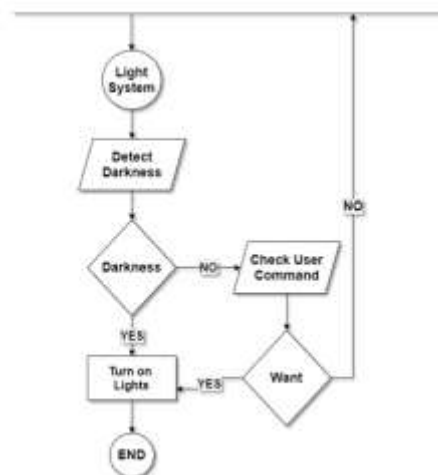 Light
System
Detect
Darkness
NO
Darkness
NO
Check User
Command
YES
Turn on
Lights
YES
Want
END